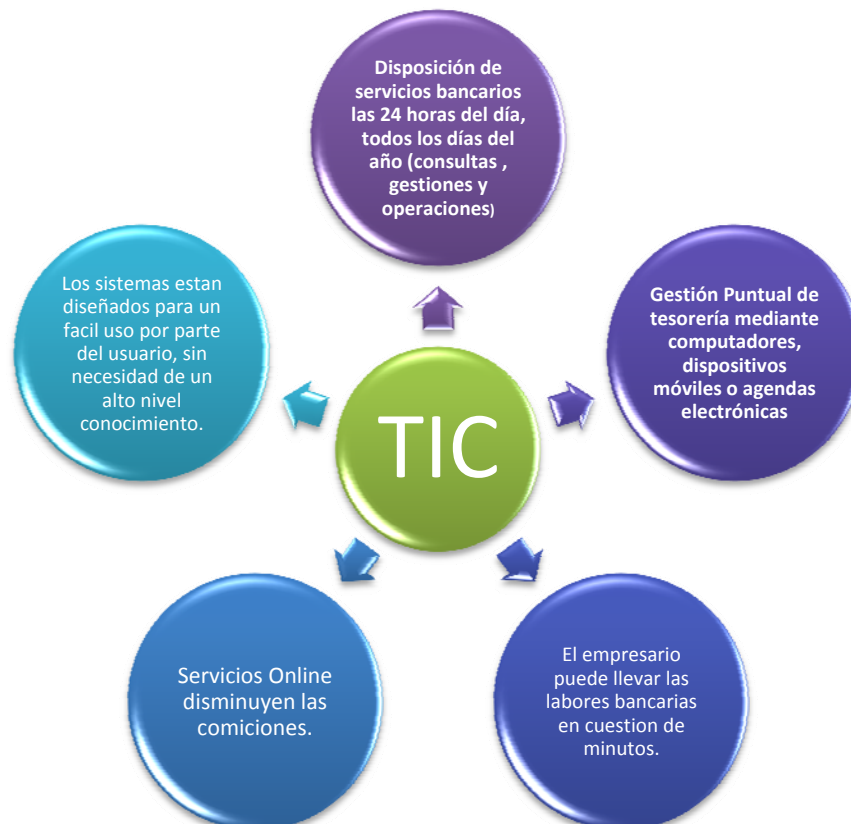 Disposición de
servicios bancarios
las 24 horas del día,
todos los días del
año (consultas ,
gestiones y
operaciones)
Los sistemas estan
diseñados para un
facil uso por parte
del usuario, sin
necesidad de un
alto nivel
conocimiento.
Gestión Puntual de
tesorería mediante
computadores,
dispositivos
móviles o agendas
electrónicas
TIC
Servicios Online
disminuyen las
comiciones.
El empresario
puede llevar las
labores bancarias
en cuestion de
minutos.